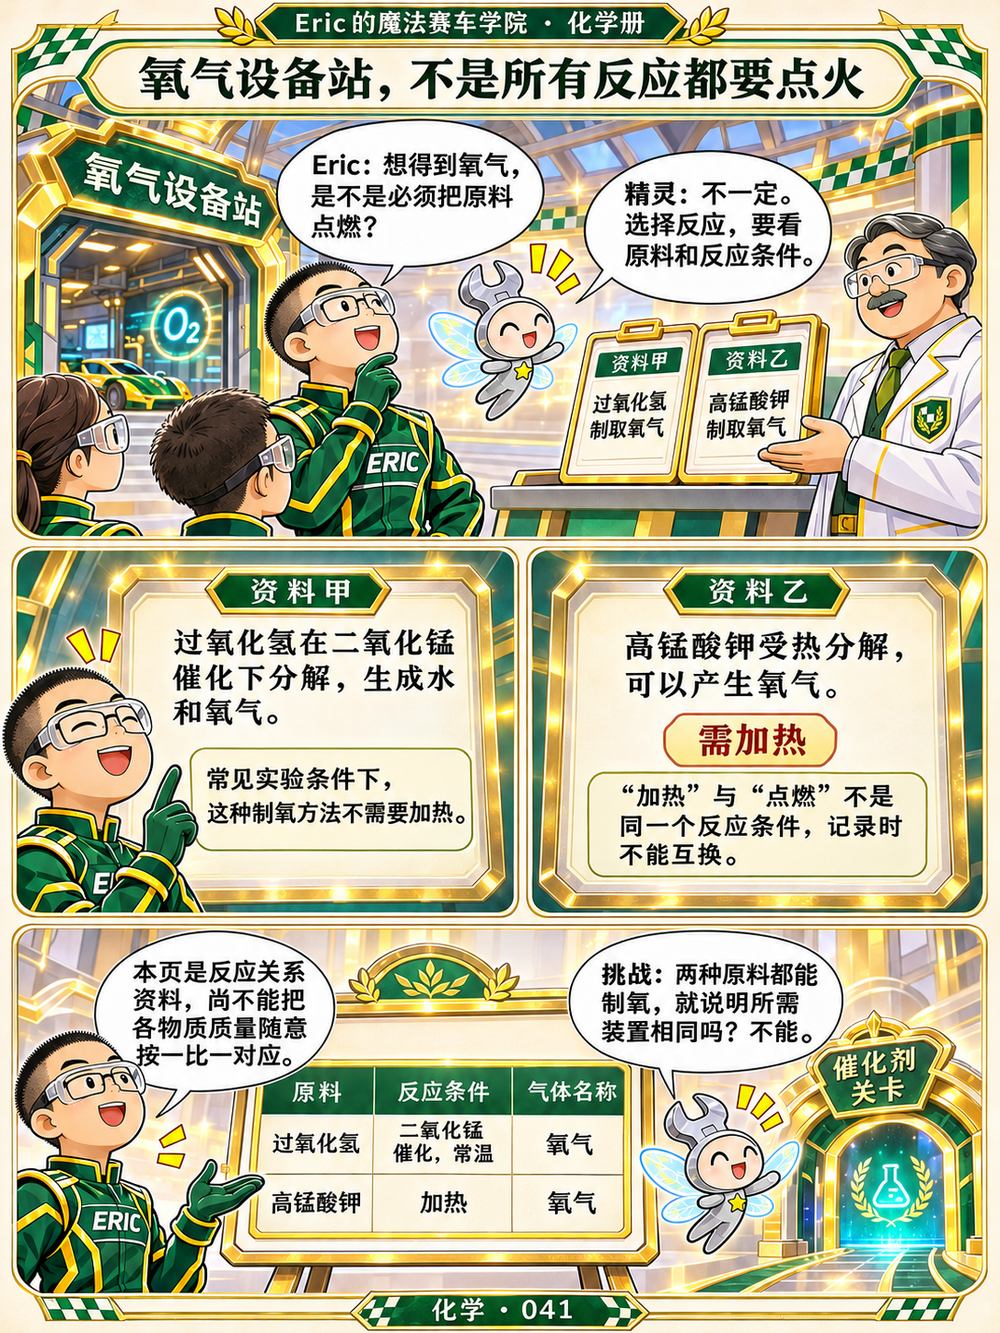 Eric的魔法赛车学院 · 化学册
氧气设备站，不是所有反应都要点火
氧气设备站
Eric：想得到氧气，
是不是必须把原料
点燃？
精灵：不一定。
选择反应，要看
原料和反应条件。
O₂
资料甲
过氧化氢
制取氧气
资料乙
高锰酸钾
制取氧气
ERIC
资料甲
过氧化氢在二氧化锰
催化下分解，生成水
和氧气。
常见实验条件下，
这种制氧方法不需要加热。
E
资料乙
高锰酸钾受热分解，
可以产生氧气。
需加热
“加热”与“点燃”不是
同一个反应条件，记录时
不能互换。
本页是反应关系
资料，尚不能把
各物质质量随意
按一比一对应。
挑战：两种原料都能
制氧，就说明所需
装置相同吗？不能。
原料 反应条件 气体名称
过氧化氢 二氧化锰
催化，常温 氧气
高锰酸钾 加热 氧气
催化剂
关卡
ERIC
化学 · 041